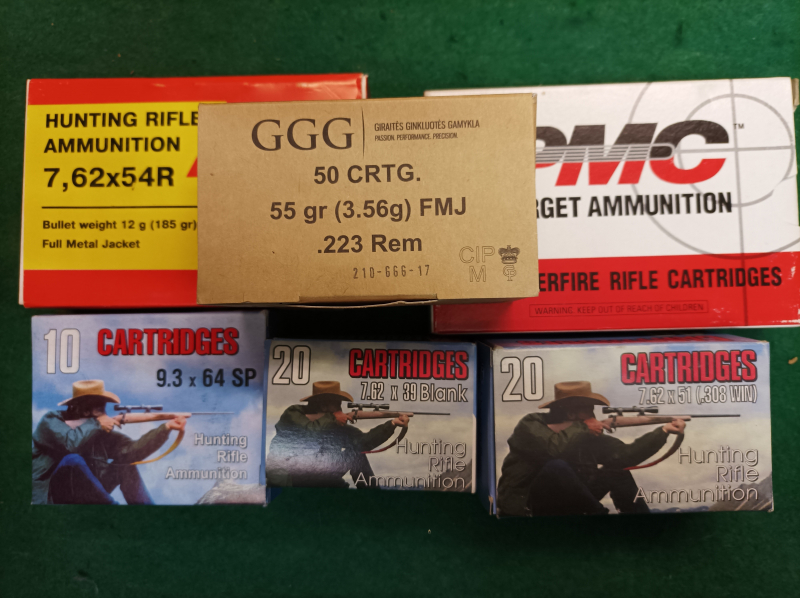 HUNTING RIFLE
AMMUNITION
7,62x54R
Bullet weight 12 g (185 gr)
Full Metal Jacket
GGG
GIRAITĖS GINKLUOTĖS GAMYKLA
PASSION. PERFORMANCE. PRECISION.
50 CRTG.
55 gr (3.56g) FMJ
.223 Rem
210-666-17
CIP
M
PMC™
RGET AMMUNITION
ERFIRE RIFLE CARTRIDGES
WARNING: KEEP OUT OF REACH OF CHILDREN
10 CARTRIDGES
9.3 x 64 SP
Hunting
Rifle
Ammunition
20 CARTRIDGES
7.62 x 39 Blank
Hunting
Rifle
Ammunition
20 CARTRIDGES
7.62 x 51 (.308 WIN)
Hunting
Rifle
Ammunition